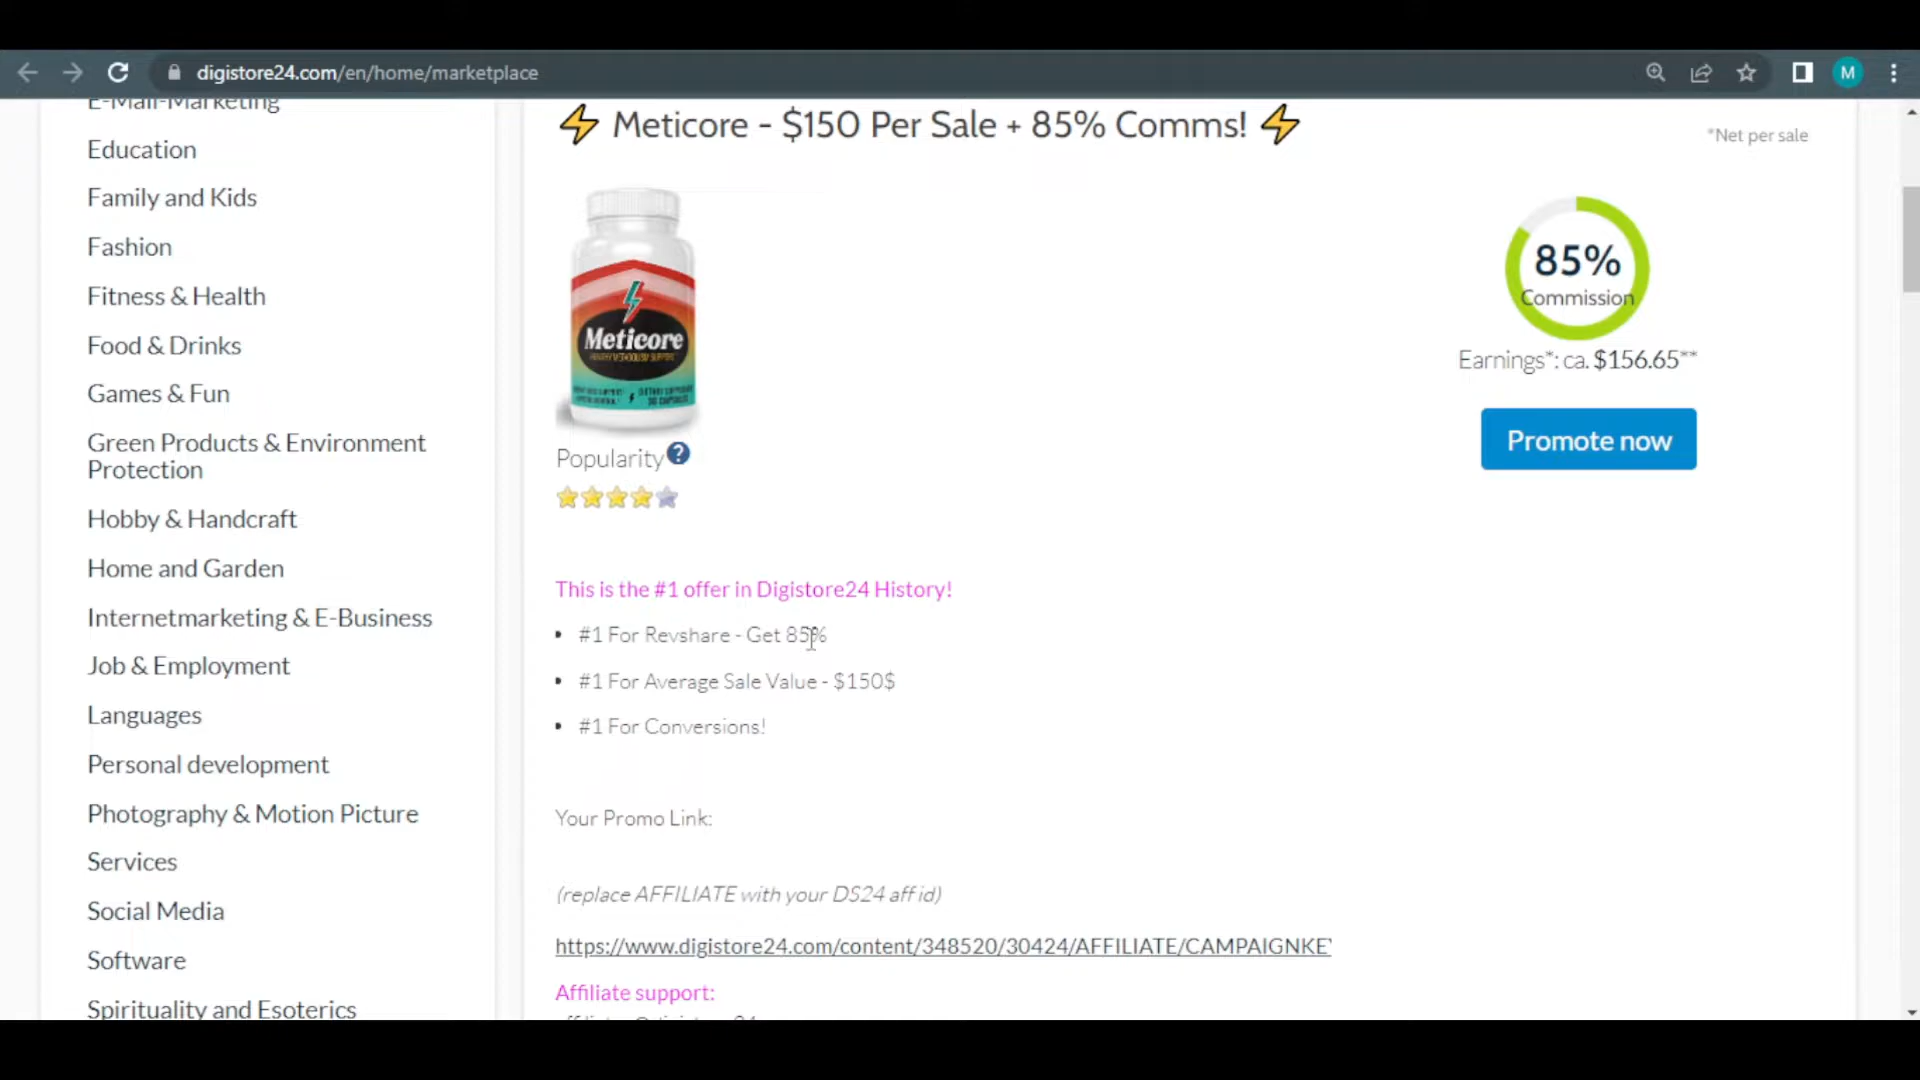 digistore24.com/en/home/marketplace
M
E-Mail-Marketing
Education
Family and Kids
Fashion
Fitness & Health
Food & Drinks
Games & Fun
Green Products & Environment
Protection
Hobby & Handcraft
Home and Garden
Internetmarketing & E-Business
Job & Employment
Languages
Personal development
Photography & Motion Picture
Services
Social Media
Software
Spirituality and Esoterics
⚡ Meticore - $150 Per Sale + 85% Comms! ⚡
*Net per sale
Meticore
85%
Commission
Earnings*: ca. $156.65**
Promote now
Popularity
?
This is the #1 offer in Digistore24 History!
• #1 For Revshare - Get 85%
• #1 For Average Sale Value - $150$
• #1 For Conversions!
Your Promo Link:
(replace AFFILIATE with your DS24 aff id)
https://www.digistore24.com/content/348520/30424/AFFILIATE/CAMPAIGNKE
Affiliate support: